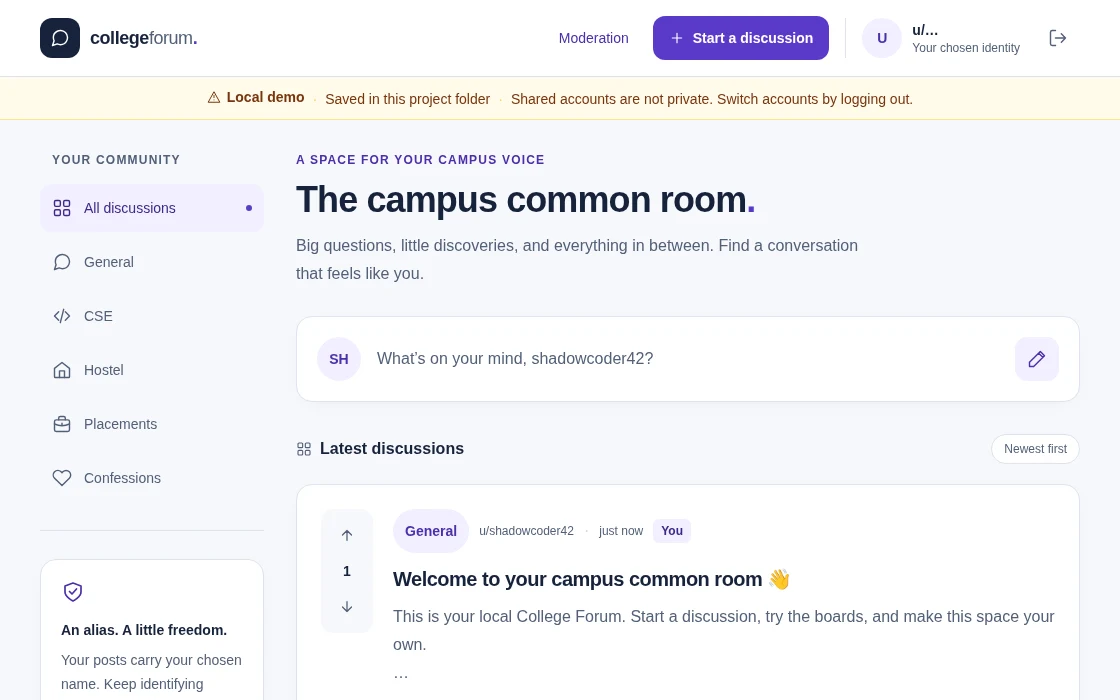 collegeforum.
Moderation
Start a discussion
U
u/…
Your chosen identity
Local demo · Saved in this project folder · Shared accounts are not private. Switch accounts by logging out.
YOUR COMMUNITY
All discussions
General
CSE
Hostel
Placements
Confessions
An alias. A little freedom.
Your posts carry your chosen
name. Keep identifying
A SPACE FOR YOUR CAMPUS VOICE
The campus common room.
Big questions, little discoveries, and everything in between. Find a conversation
that feels like you.
SH
What's on your mind, shadowcoder42?
Latest discussions
Newest first
1
General u/shadowcoder42 · just now You
Welcome to your campus common room 👋
This is your local College Forum. Start a discussion, try the boards, and make this space your
own.
…